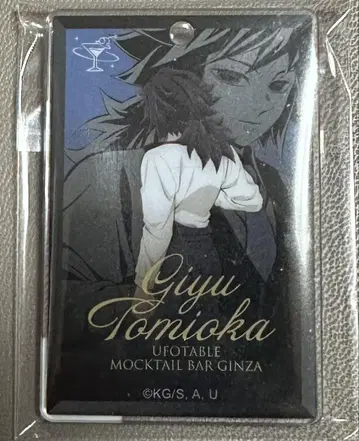 Giyu
Tomioka
UFOTABLE
MOCKTAIL BAR GINZA
©KG/S, A, U